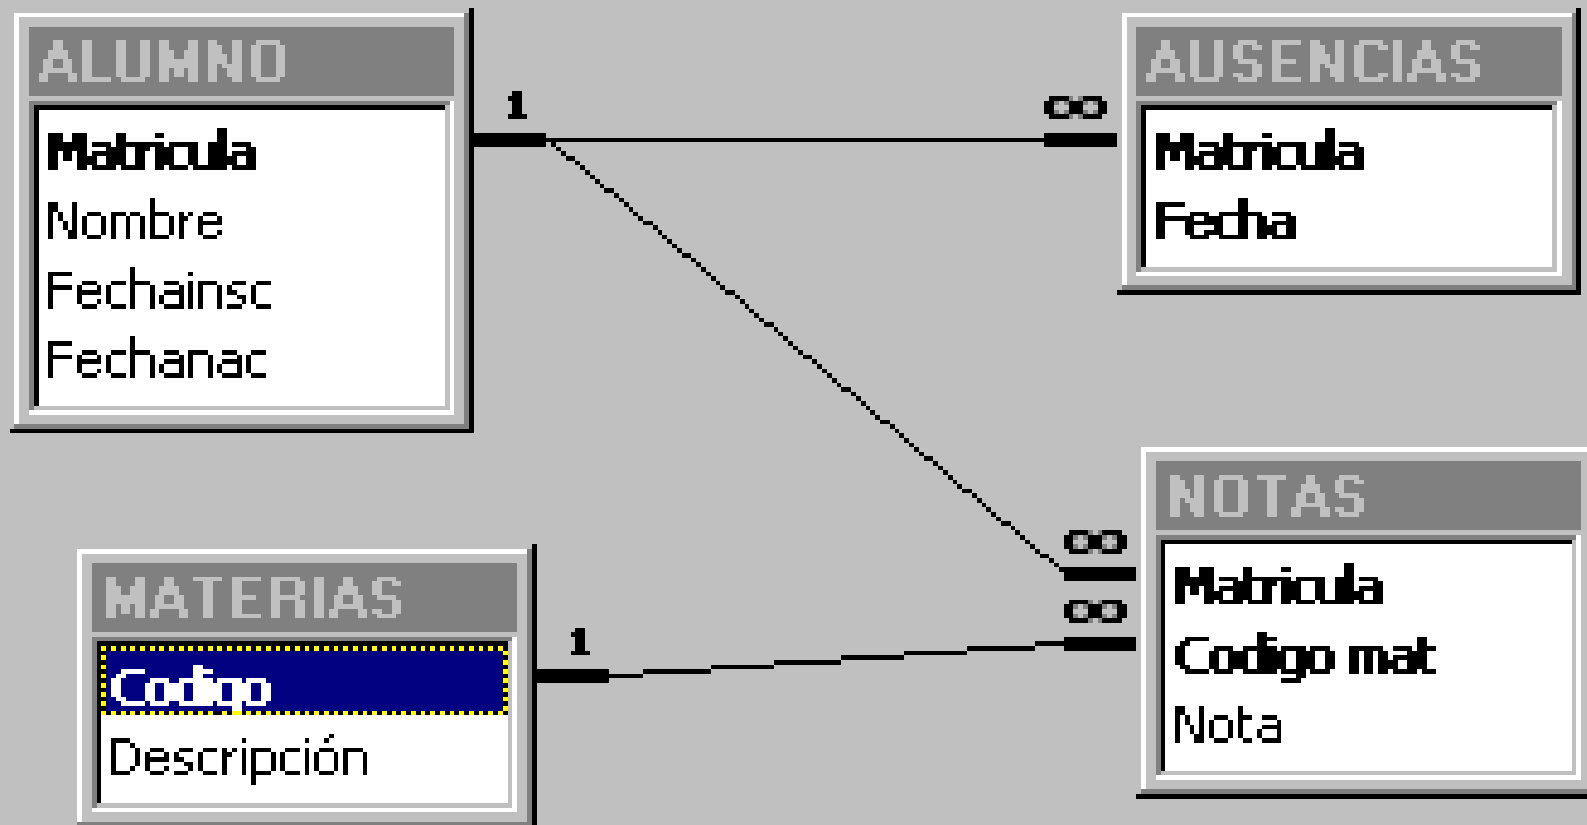 ALUMNO
Matricula
Nombre
Fechainsc
Fechanac
1
∞
AUSENCIAS
Matricula
Fecha
MATERIAS
Codigo
Descripción
1
∞
∞
NOTAS
Matricula
Codigo mat
Nota